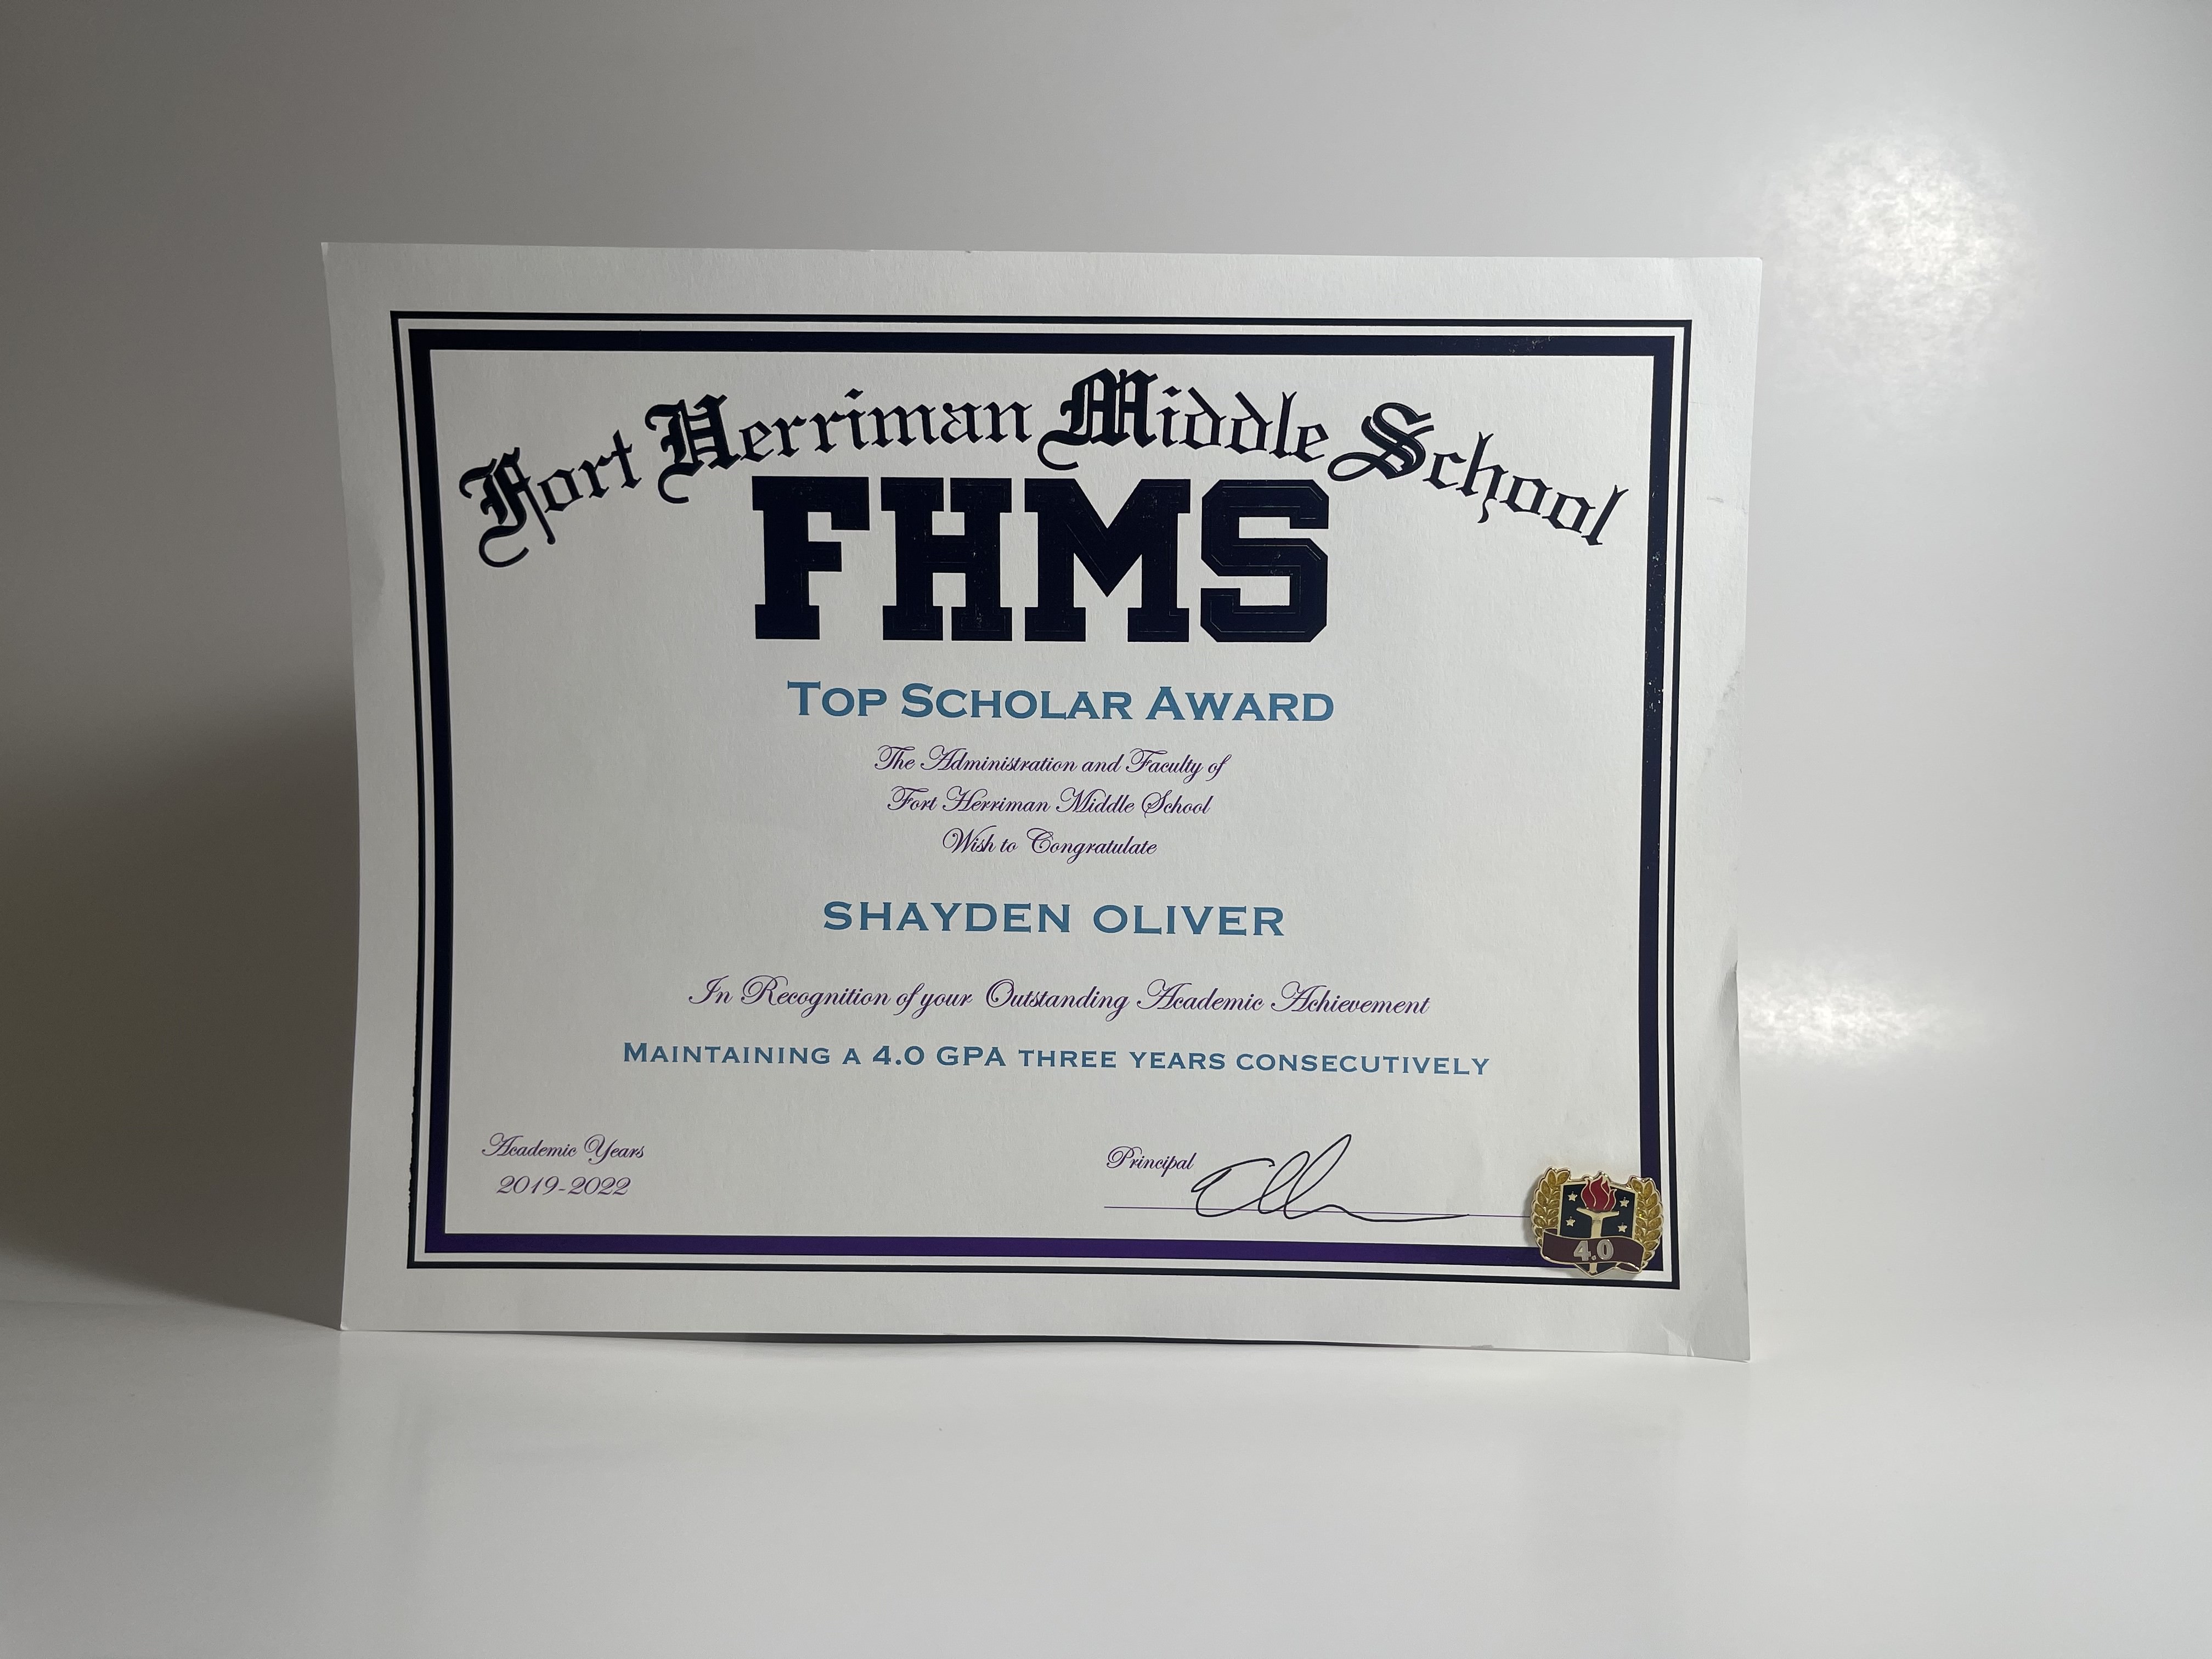 Fort Herriman Middle School
FHMS
TOP SCHOLAR AWARD
The Administration and Faculty of
Fort Herriman Middle School
Wish to Congratulate
SHAYDEN OLIVER
In Recognition of your Outstanding Academic Achievement
MAINTAINING A 4.0 GPA THREE YEARS CONSECUTIVELY
Academic Years
2019-2022
Principal
4.0